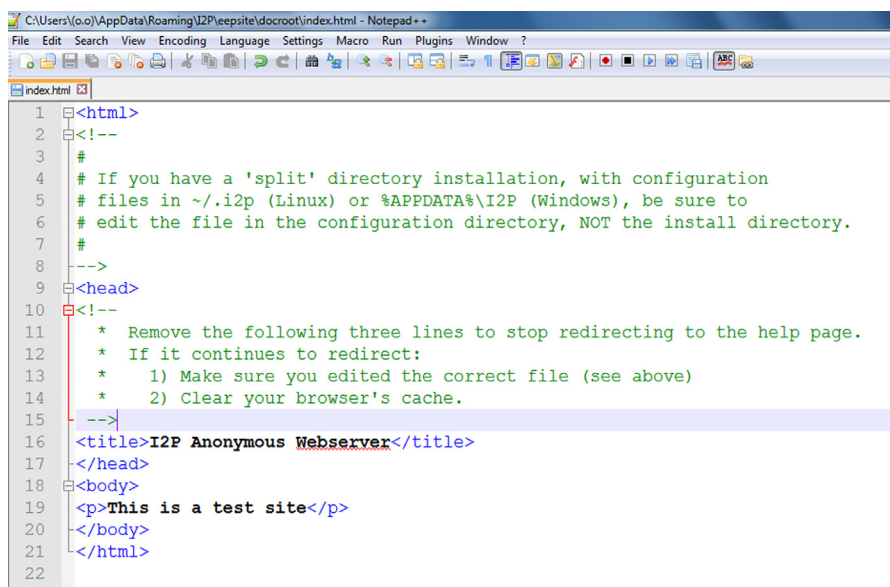 C:\Users\(o.o)\AppData\Roaming\I2P\eepsite\docroot\index.html - Notepad++
File Edit Search View Encoding Language Settings Macro Run Plugins Window ?
ABC
index.html
1 <html>
2 <!--
3 #
4 # If you have a 'split' directory installation, with configuration
5 # files in ~/.i2p (Linux) or %APPDATA%\I2P (Windows), be sure to
6 # edit the file in the configuration directory, NOT the install directory.
7 #
8 -->
9 <head>
10 <!--
11 * Remove the following three lines to stop redirecting to the help page.
12 * If it continues to redirect:
13 * 1) Make sure you edited the correct file (see above)
14 * 2) Clear your browser's cache.
15 -->
16 <title>I2P Anonymous Webserver</title>
17 </head>
18 <body>
19 <p>This is a test site</p>
20 </body>
21 </html>
22